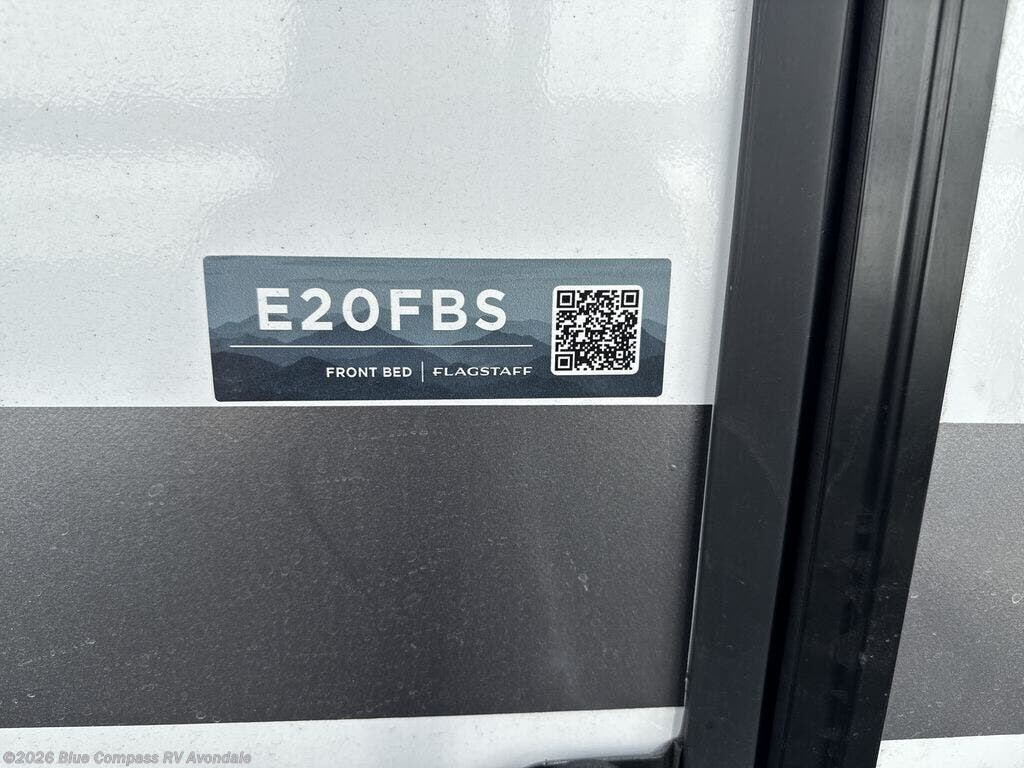 E20FBS
FRONT BED | FLAGSTAFF
©2026 Blue Compass RV Avondale